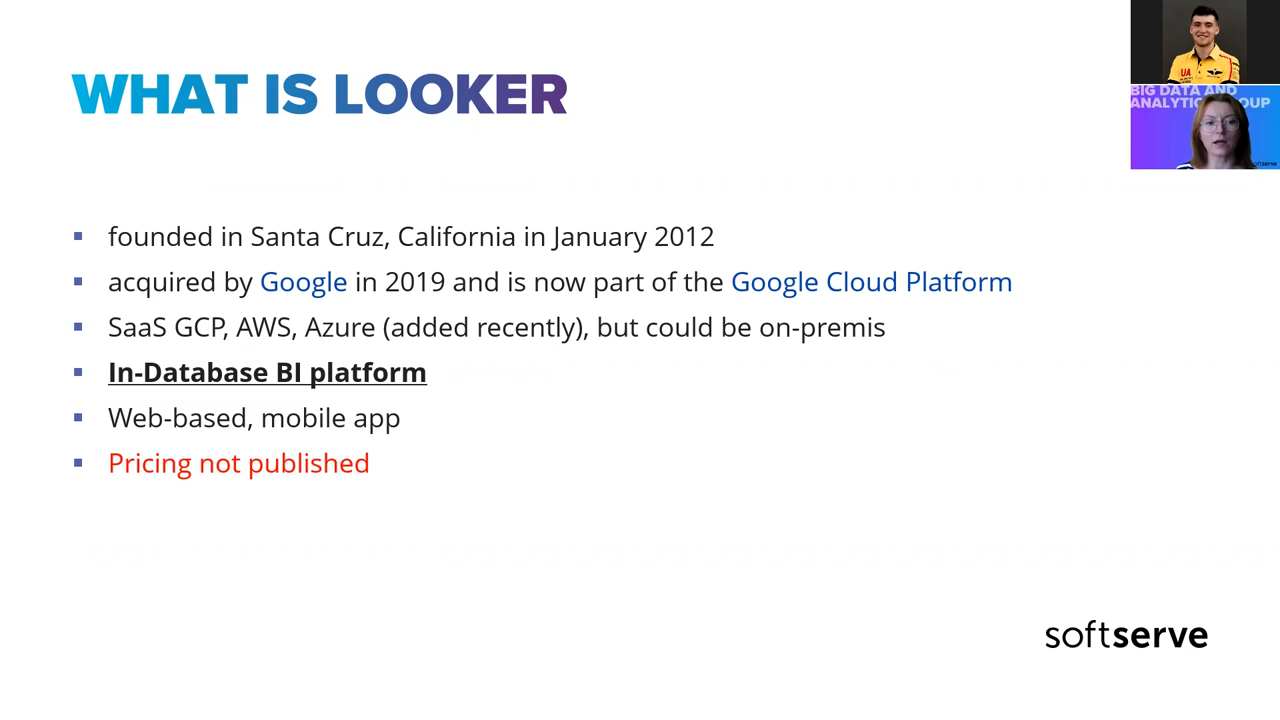 WHAT IS LOOKER
UA
BIG DATA AND
ANALYTIC
OUP
softserve
founded in Santa Cruz, California in January 2012
acquired by Google in 2019 and is now part of the Google Cloud Platform
SaaS GCP, AWS, Azure (added recently), but could be on-premis
In-Database BI platform
Web-based, mobile app
Pricing not published
softserve